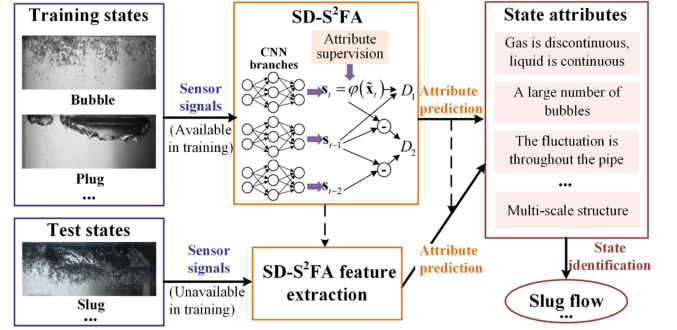 Training states
Bubble
Plug
...
Sensor
signals
(Available
in training)
SD-S²FA
CNN
branches
Attribute
supervision
s_t = φ(x̃_t)
D_1
s_{t-1}
-
D_2
-
s_{t-2}
Attribute
prediction
State attributes
Gas is discontinuous,
liquid is continuous
A large number of
bubbles
The fluctuation is
throughout the pipe
...
Multi-scale structure
Test states
Slug
...
Sensor
signals
(Unavailable
in training)
SD-S²FA feature
extraction
Attribute
prediction
State
identification
Slug flow
...